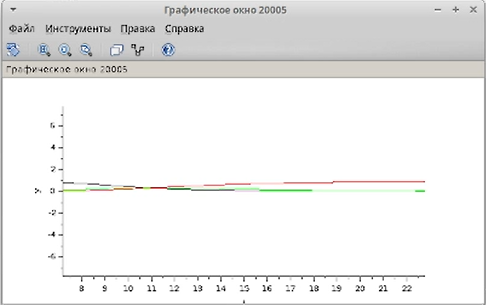 Графическое окно 20005
Файл Инструменты Правка Справка
Графическое окно 20005
6
4
2
y 0
-2
-4
-6
8 9 10 11 12 13 14 15 16 17 18 19 20 21 22